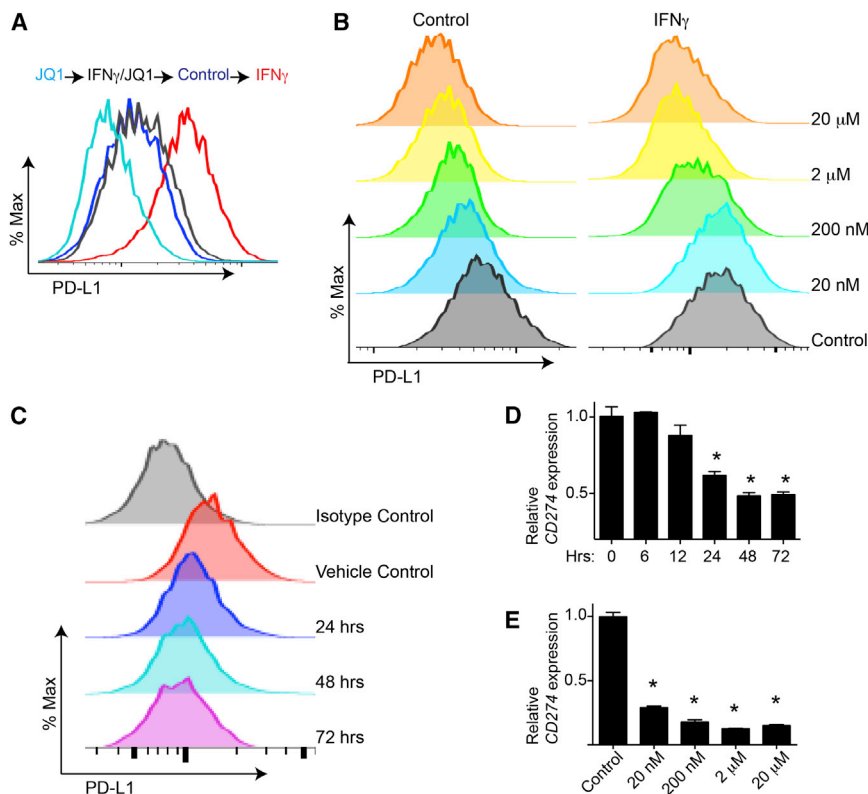 A
JQ1 IFNγ/JQ1 Control IFNγ
% Max
PD-L1
B
Control IFNγ
20 µM
2 µM
200 nM
20 nM
Control
% Max
PD-L1
C
Isotype Control
Vehicle Control
24 hrs
48 hrs
72 hrs
% Max
PD-L1
D
Relative
CD274 expression
1.0
0.5
* * *
Hrs: 0 6 12 24 48 72
E
Relative
CD274 expression
1.0
0.5
* * * *
Control 20 nM 200 nM 2 µM 20 µM